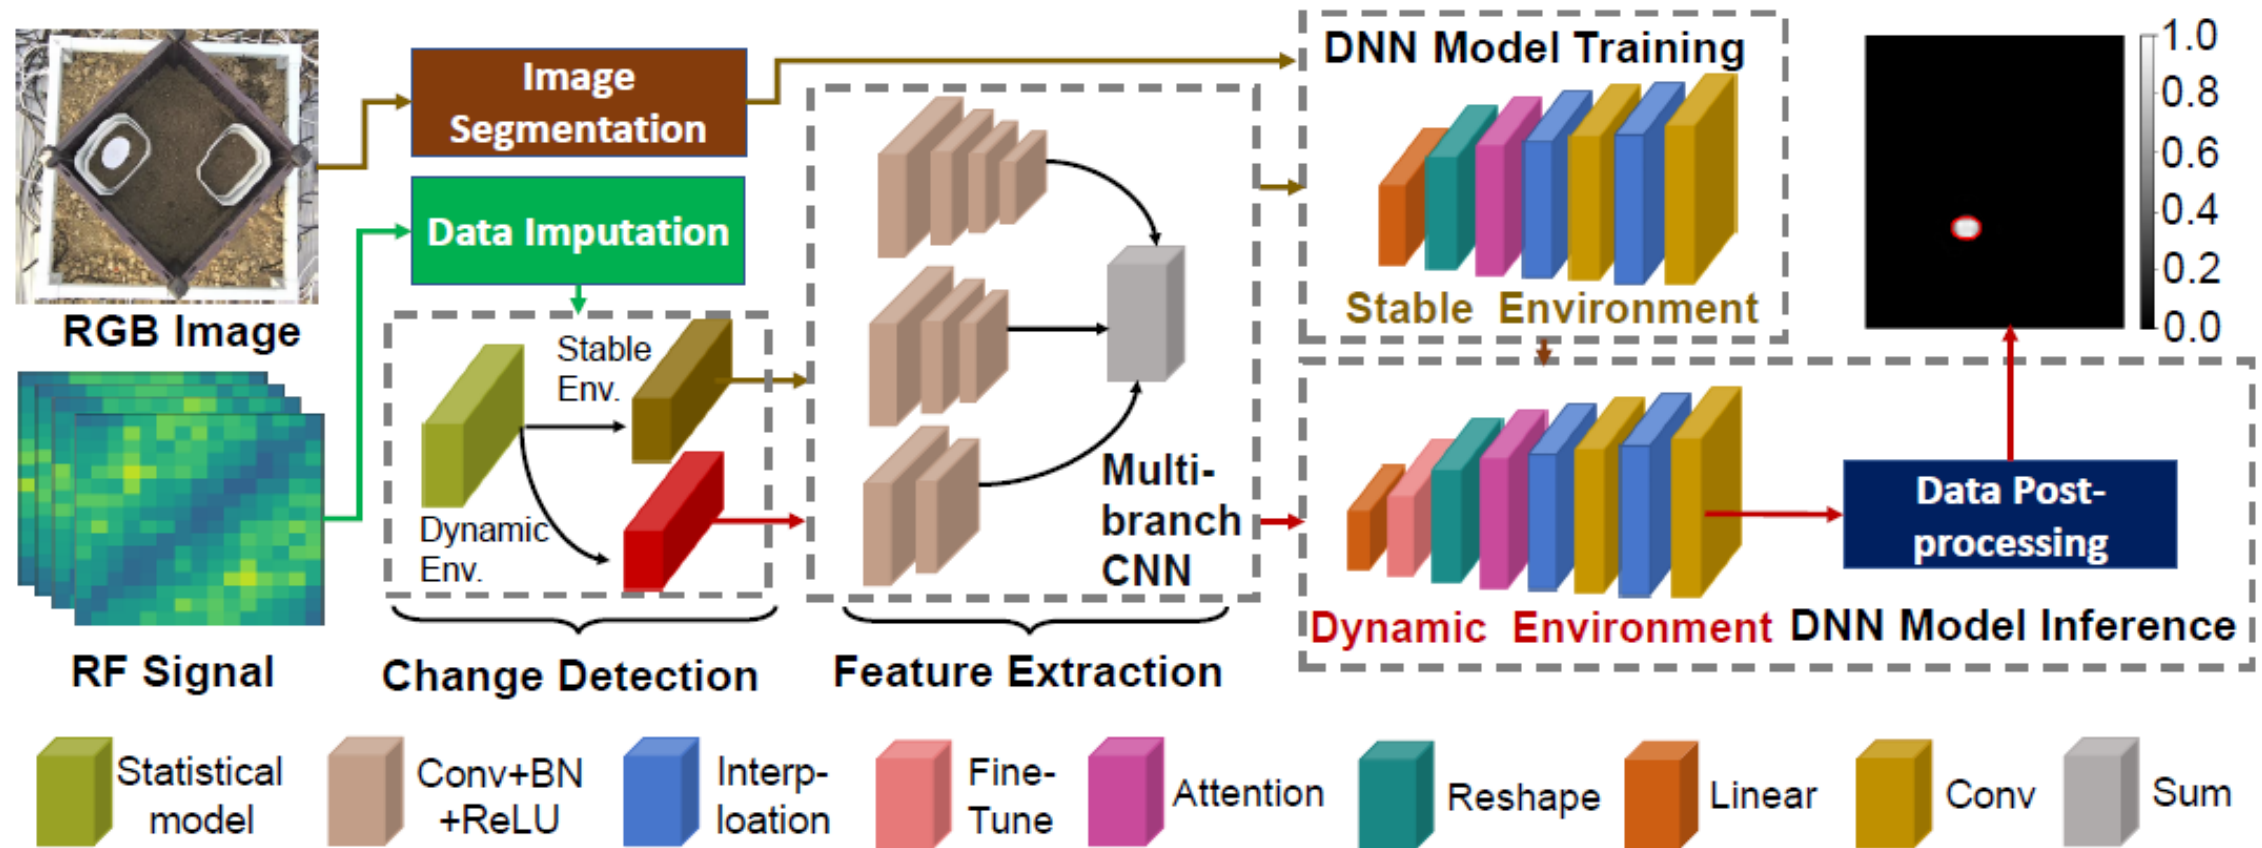 RGB Image
RF Signal
Image
Segmentation
Data Imputation
Stable
Env.
Dynamic
Env.
Change Detection
Multi-
branch
CNN
Feature Extraction
DNN Model Training
Stable Environment
Dynamic Environment
DNN Model Inference
Data Post-
processing
1.0
0.8
0.6
0.4
0.2
0.0
Statistical
model
Conv+BN
+ReLU
Interp-
loation
Fine-
Tune
Attention
Reshape
Linear
Conv
Sum